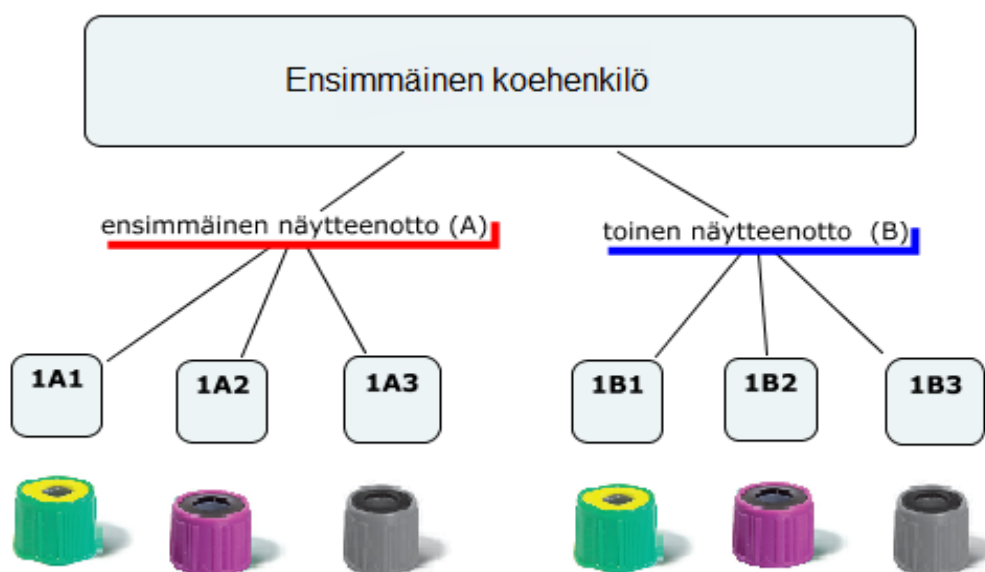 Ensimmäinen koehenkilö
ensimmäinen näytteenotto (A)
toinen näytteenotto (B)
1A1
1A2
1A3
1B1
1B2
1B3